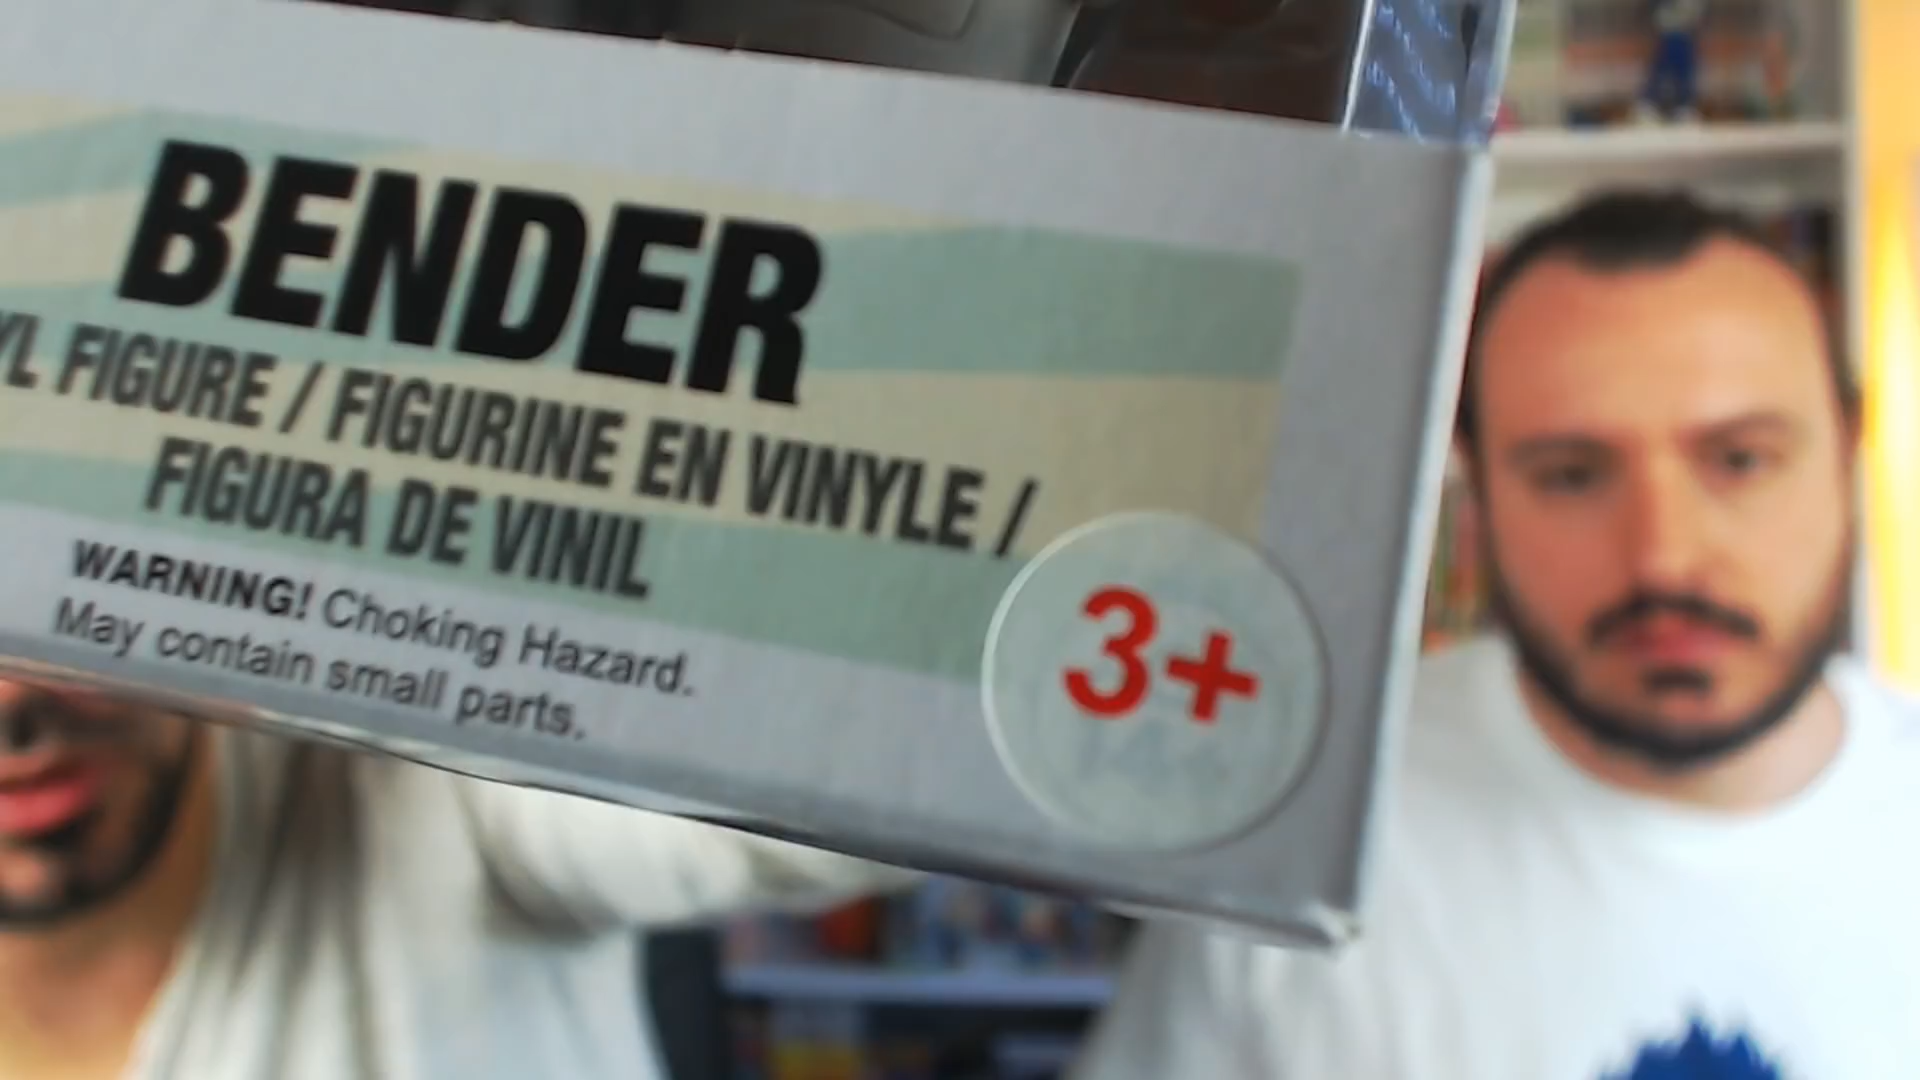 BENDER
YL FIGURE / FIGURINE EN VINYLE /
FIGURA DE VINIL
WARNING! Choking Hazard.
May contain small parts.
3+